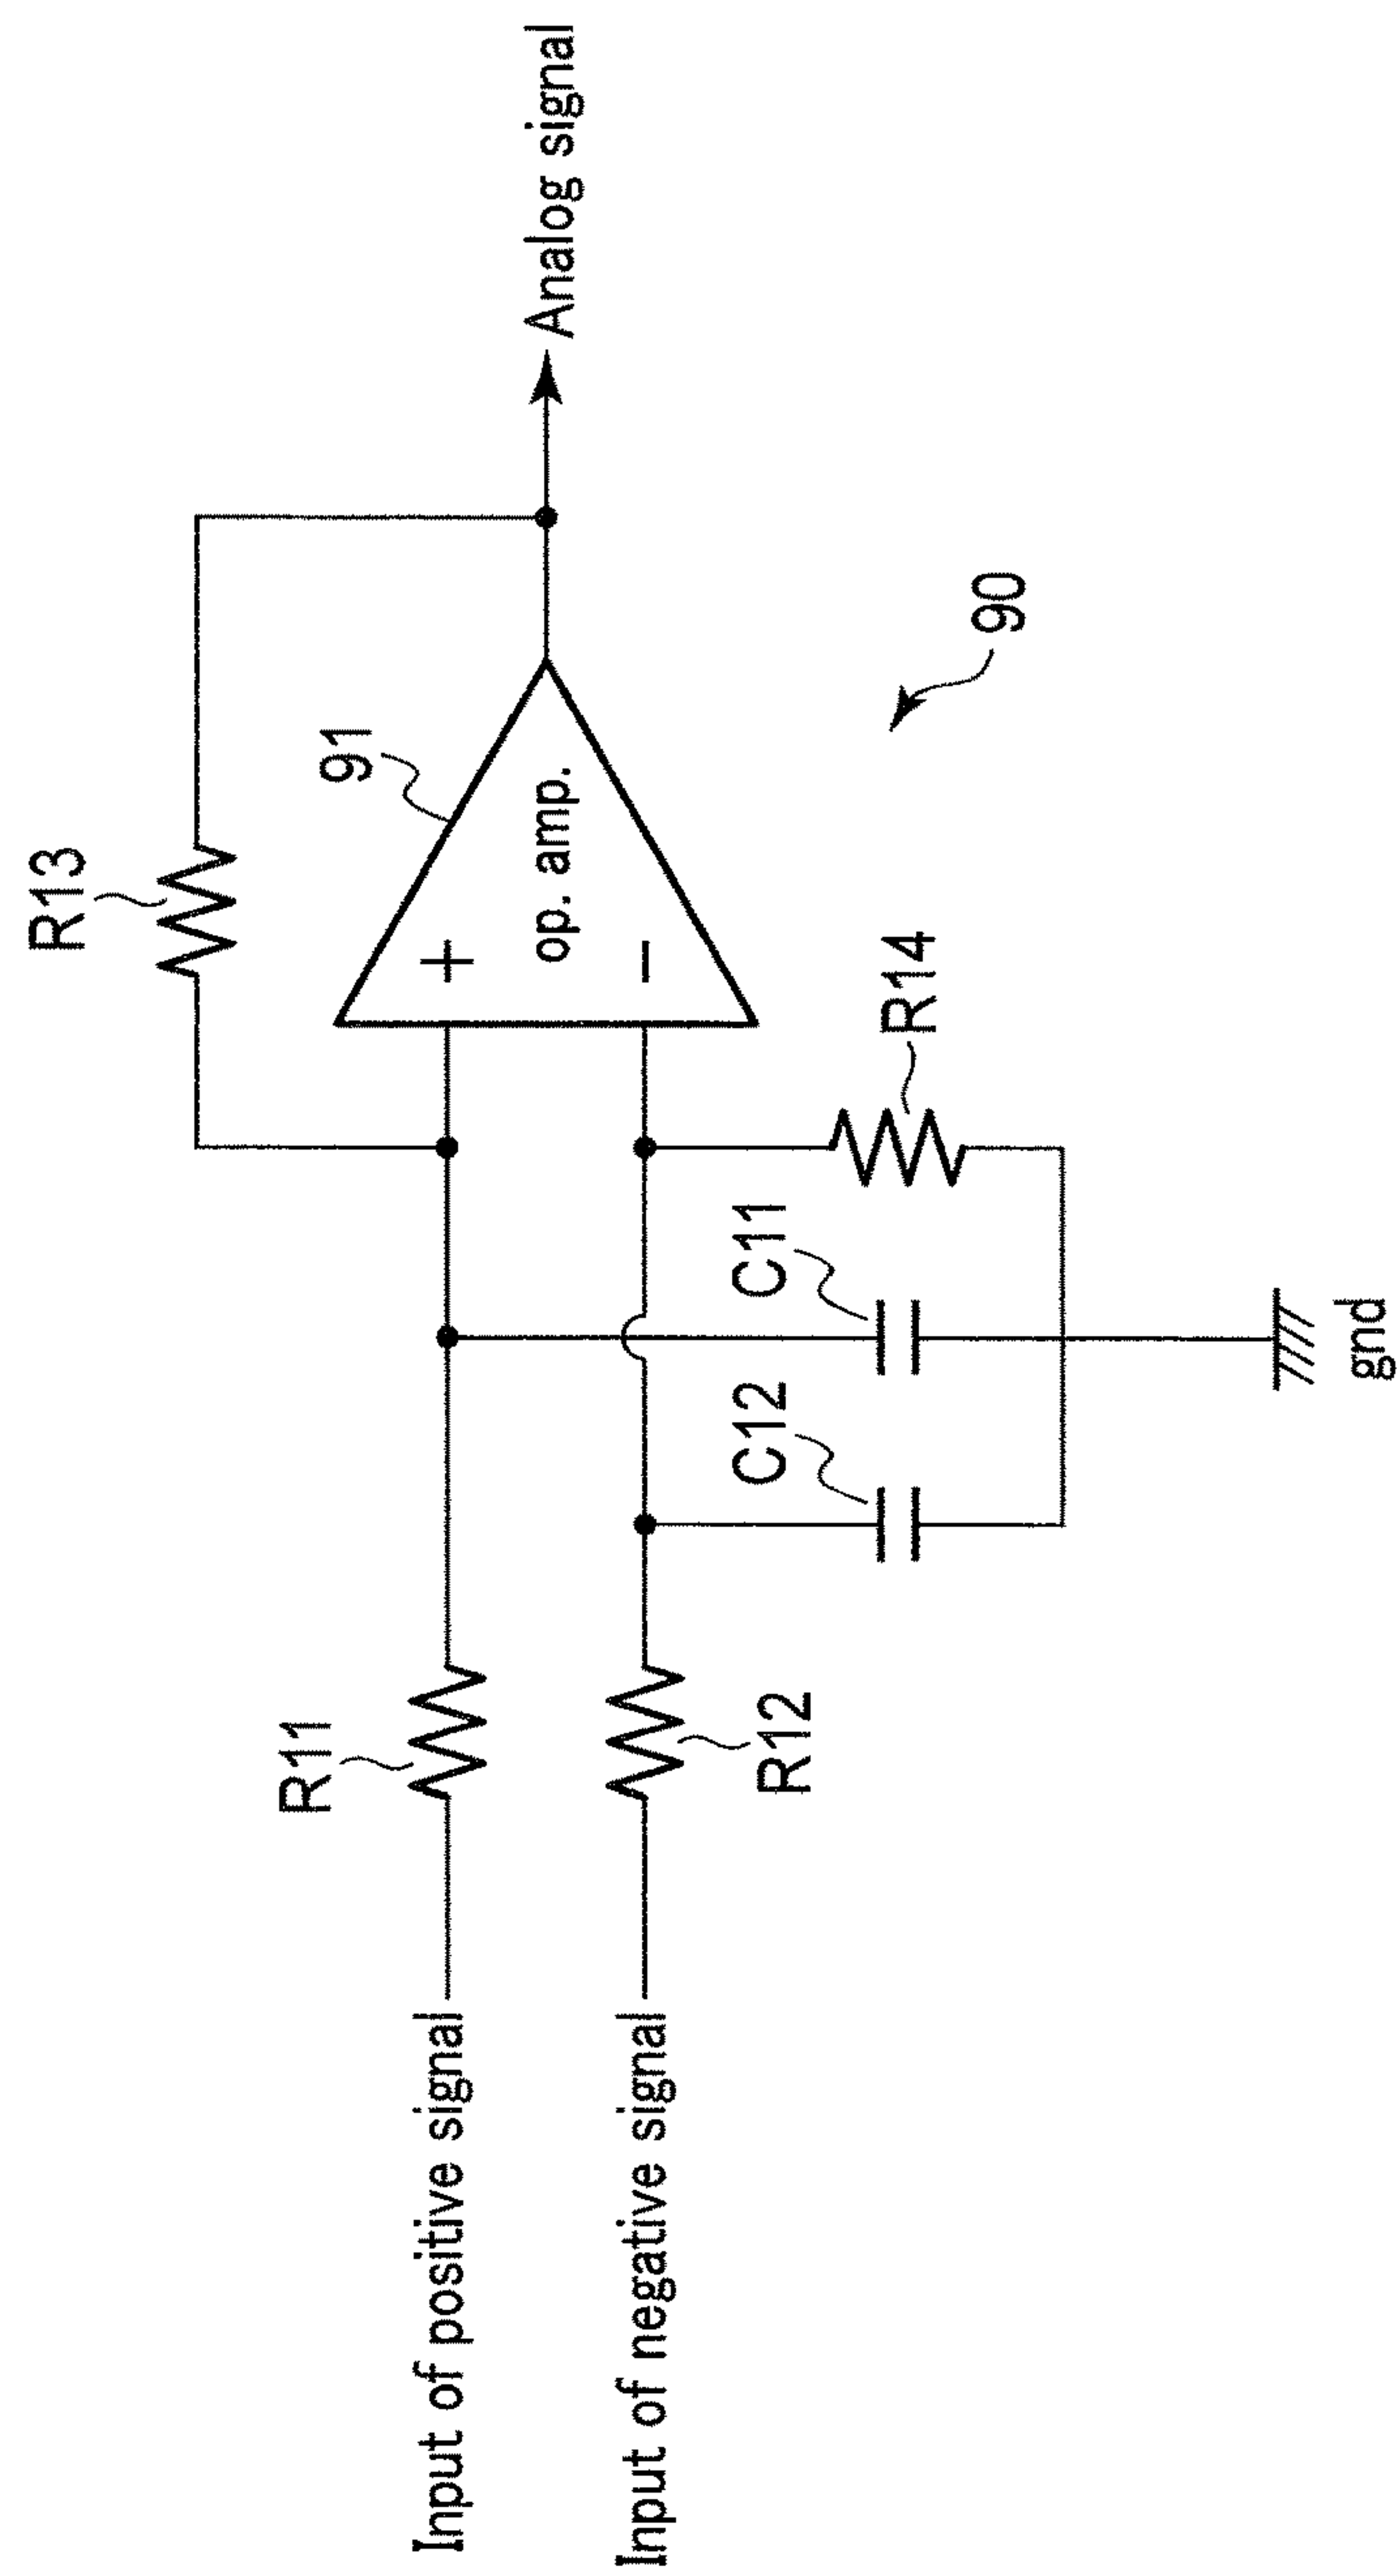 R13
91
Analog signal
+
op. amp.
−
R11
Input of positive signal
Input of negative signal
R12
C12
C11
R14
90
gnd